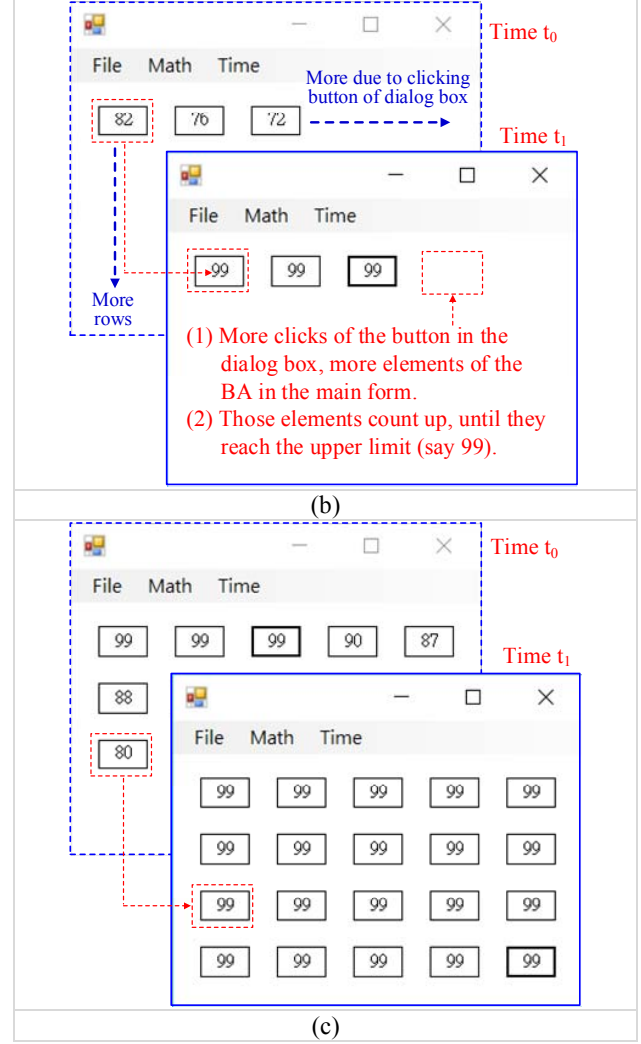 Time t0
File Math Time
More due to clicking
button of dialog box
82 76 72
Time t1
File Math Time
99 99 99
More
rows
(1) More clicks of the button in the
dialog box, more elements of the
BA in the main form.
(2) Those elements count up, until they
reach the upper limit (say 99).
(b)
Time t0
File Math Time
99 99 99 90 87
Time t1
88
File Math Time
80
99 99 99 99 99
99 99 99 99 99
99 99 99 99 99
99 99 99 99 99
(c)